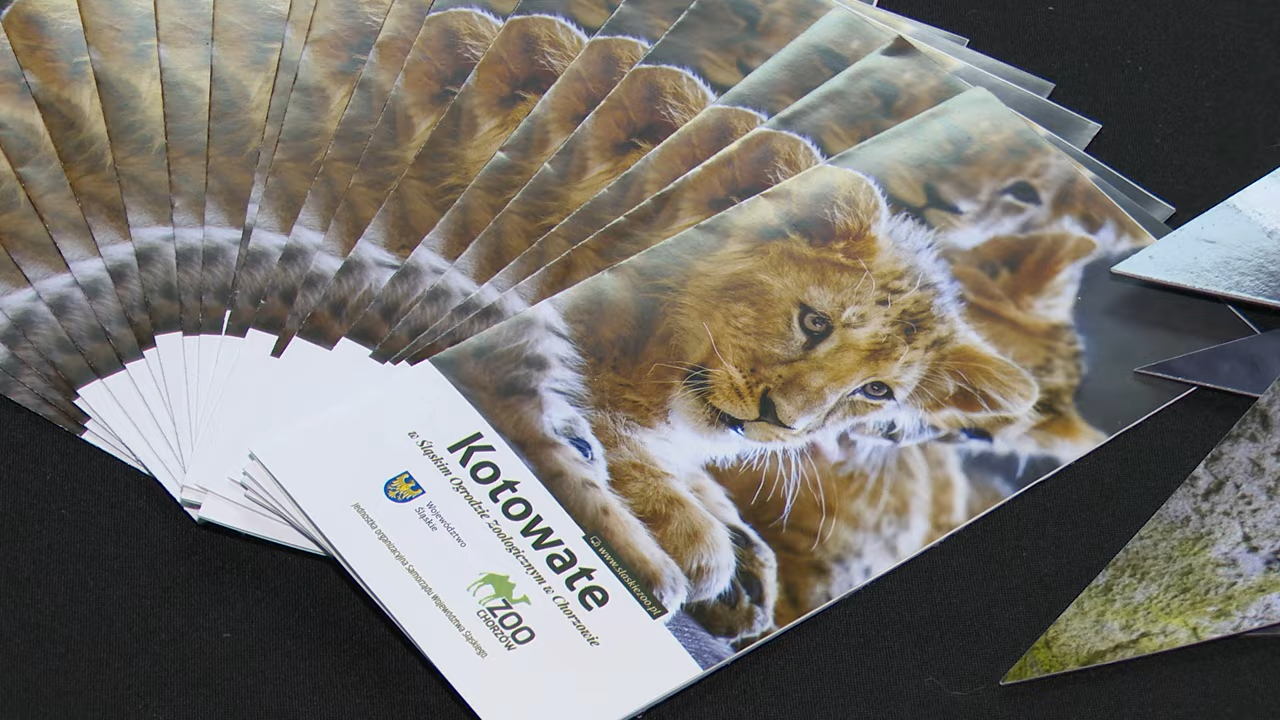 Kotowate
w Śląskim Ogrodzie Zoologicznym w Chorzowie
www.slaskiezoo.pl
Województwo
Śląskie
ZOO
CHORZÓW
jednostka organizacyjna Samorządu Województwa Śląskiego